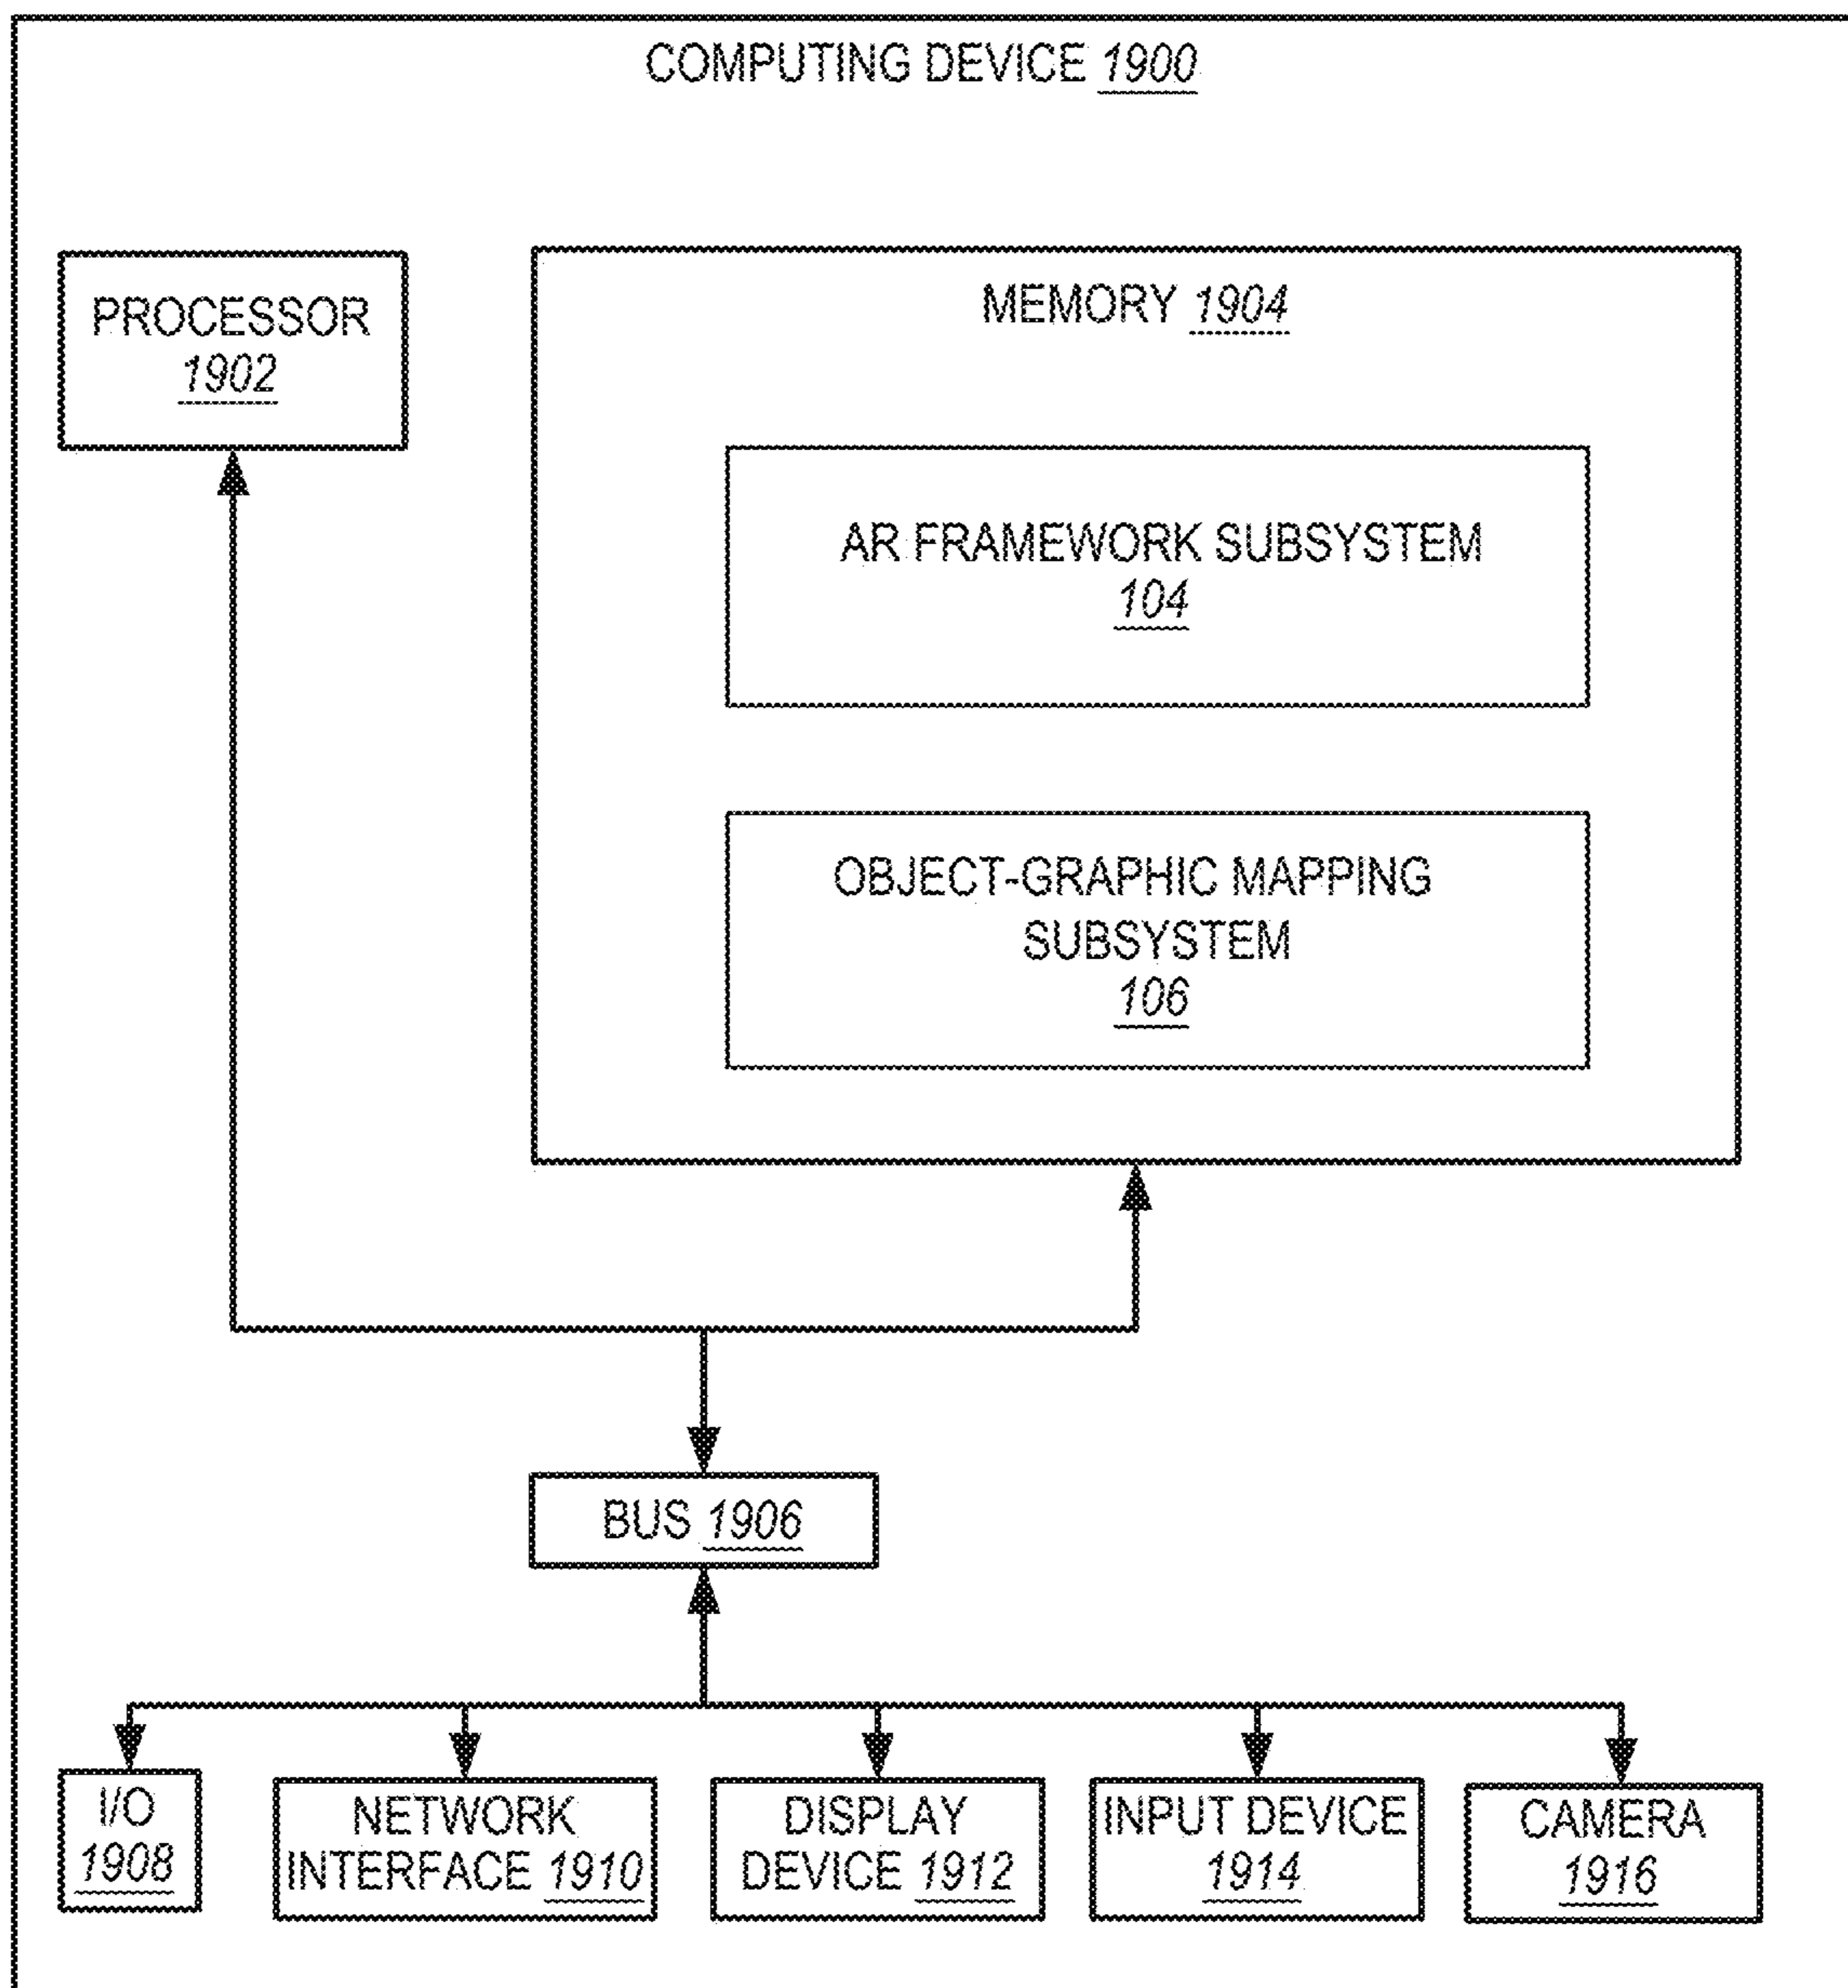 COMPUTING DEVICE 1900
PROCESSOR
1902
MEMORY 1904
AR FRAMEWORK SUBSYSTEM
104
OBJECT-GRAPHIC MAPPING
SUBSYSTEM
106
BUS 1906
I/O
1908
NETWORK
INTERFACE 1910
DISPLAY
DEVICE 1912
INPUT DEVICE
1914
CAMERA
1916